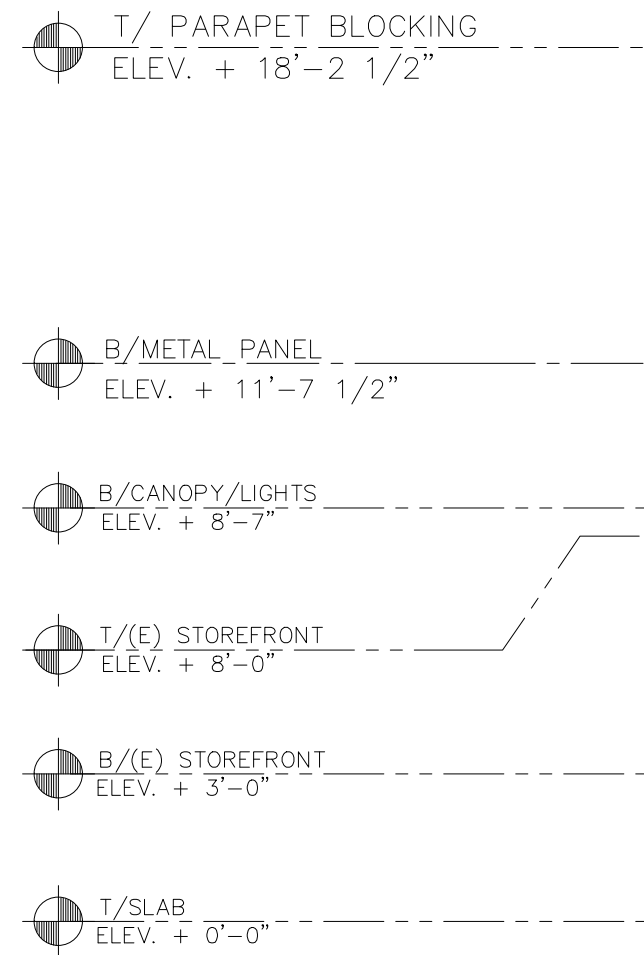 T/ PARAPET BLOCKING
ELEV. + 18'-2 1/2"
B/METAL PANEL
ELEV. + 11'-7 1/2"
B/CANOPY/LIGHTS
ELEV. + 8'-7"
T/(E) STOREFRONT
ELEV. + 8'-0"
B/(E) STOREFRONT
ELEV. + 3'-0"
T/SLAB
ELEV. + 0'-0"